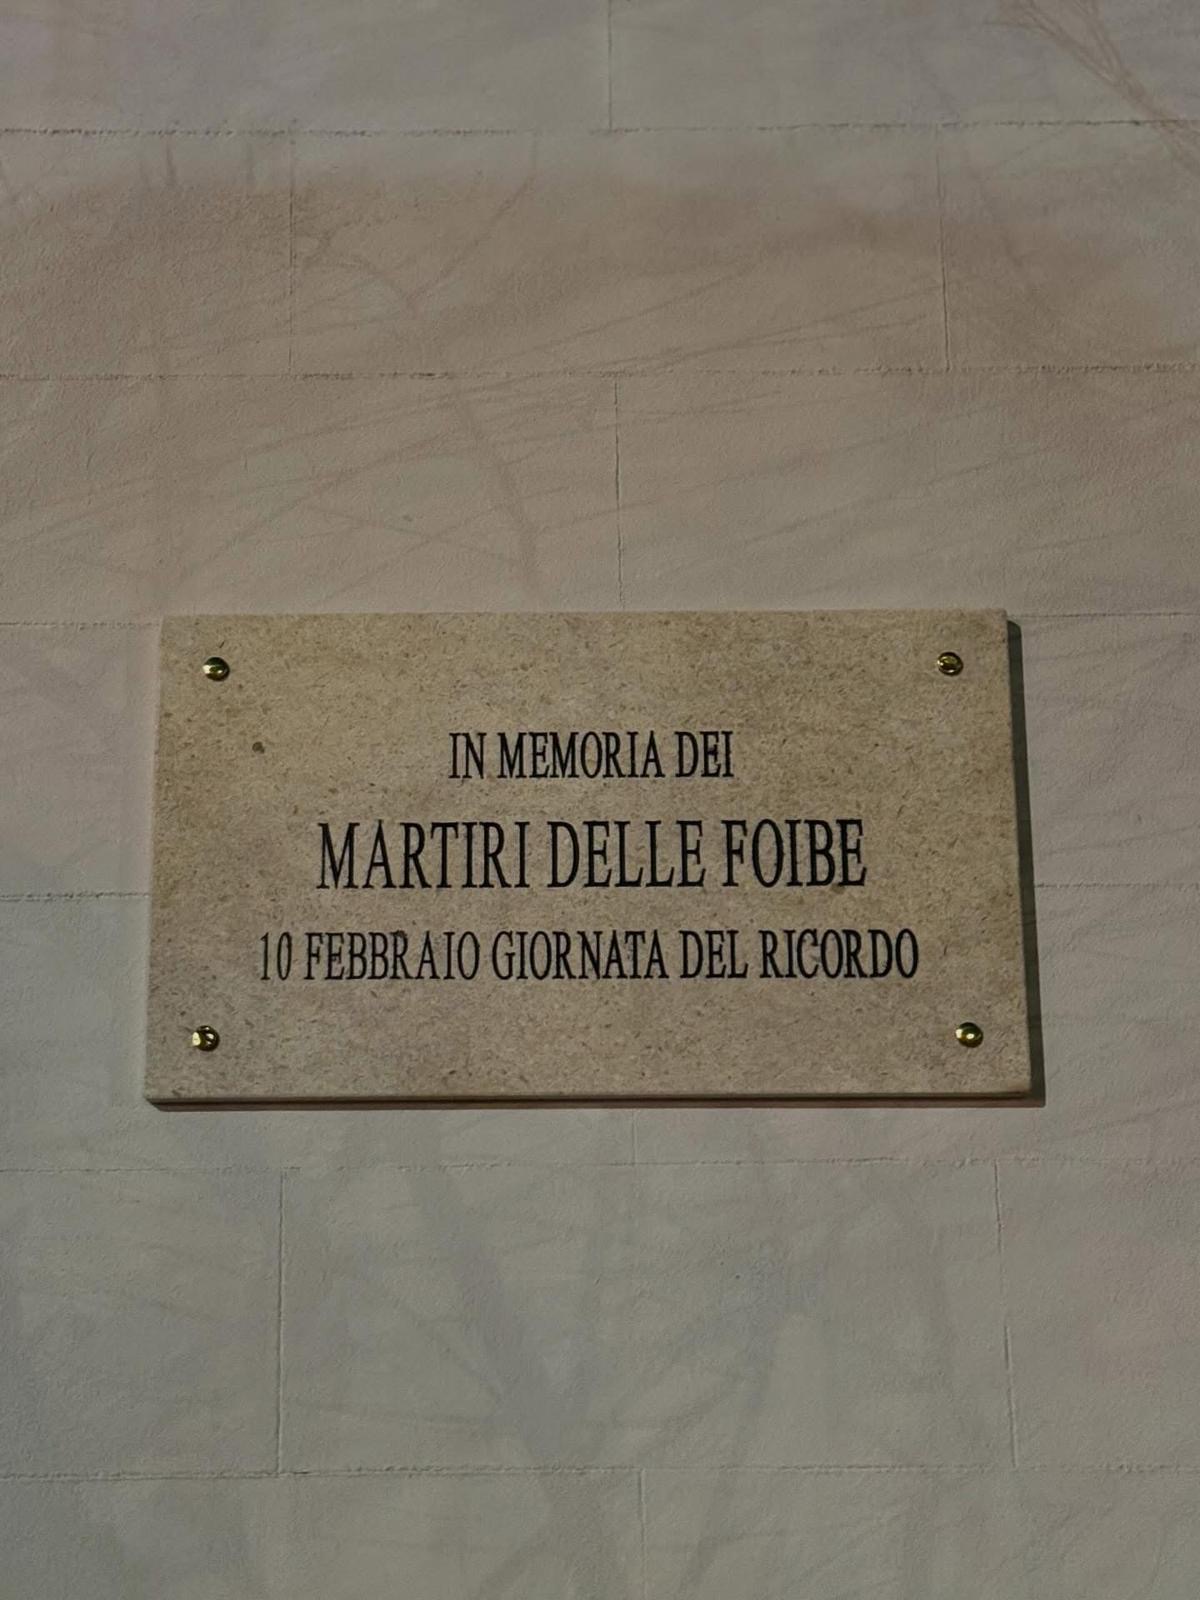 IN MEMORIA DEI
MARTIRI DELLE FOIBE
10 FEBBRAIO GIORNATA DEL RICORDO